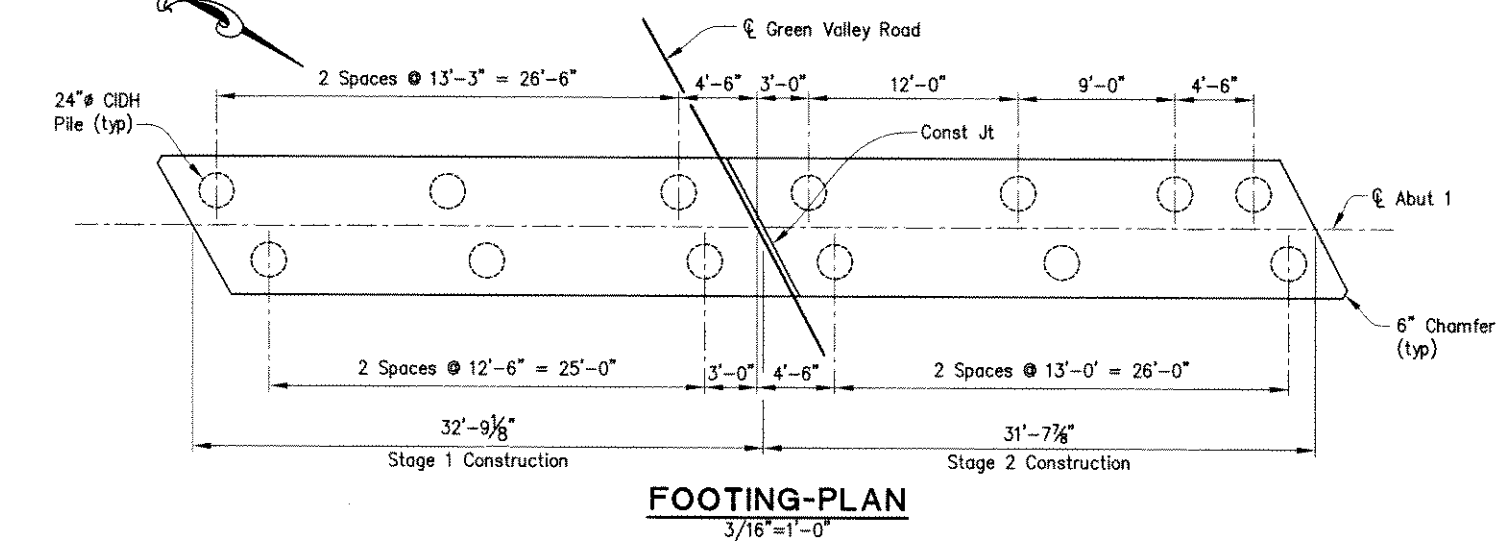 ℄ Green Valley Road
2 Spaces @ 13'-3" = 26'-6"
4'-6"
3'-0"
12'-0"
9'-0"
4'-6"
24"ø CIDH
Pile (typ)
Const Jt
℄ Abut 1
6" Chamfer
(typ)
2 Spaces @ 12'-6" = 25'-0"
3'-0"
4'-6"
2 Spaces @ 13'-0' = 26'-0"
32'-9⅛"
Stage 1 Construction
31'-7⅞"
Stage 2 Construction
FOOTING-PLAN
3/16"=1'-0"